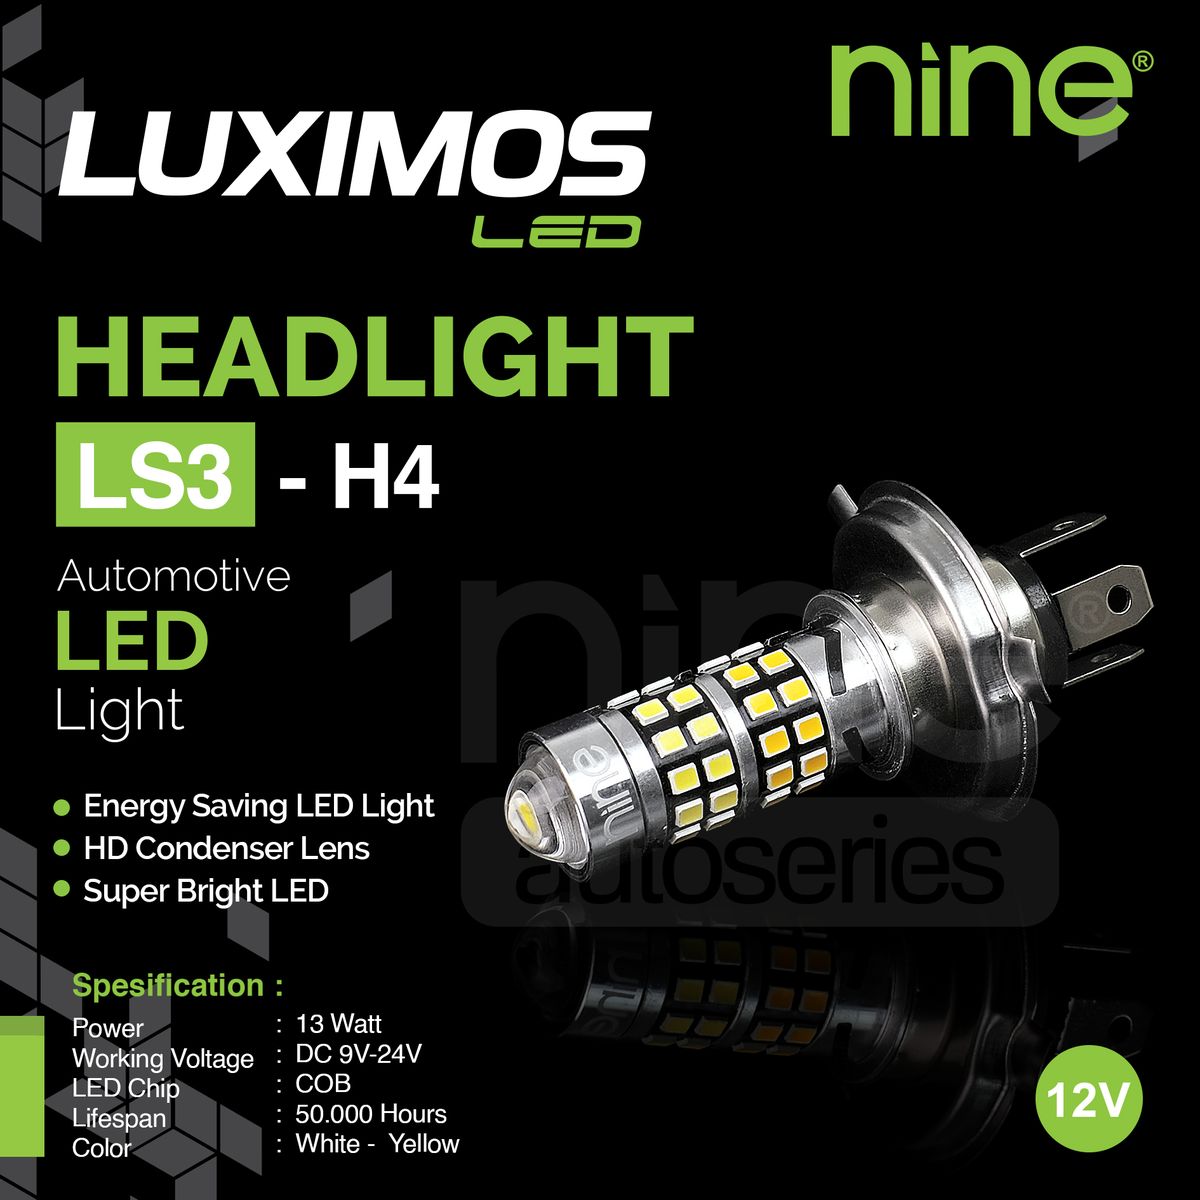 nine®
LUXIMOS
LED
HEADLIGHT
LS3 - H4
Automotive
LED
Light
nine®
autoseries
nine
Energy Saving LED Light
HD Condenser Lens
Super Bright LED
Spesification :
Power : 13 Watt
Working Voltage : DC 9V-24V
LED Chip : COB
Lifespan : 50.000 Hours
Color : White - Yellow
12V